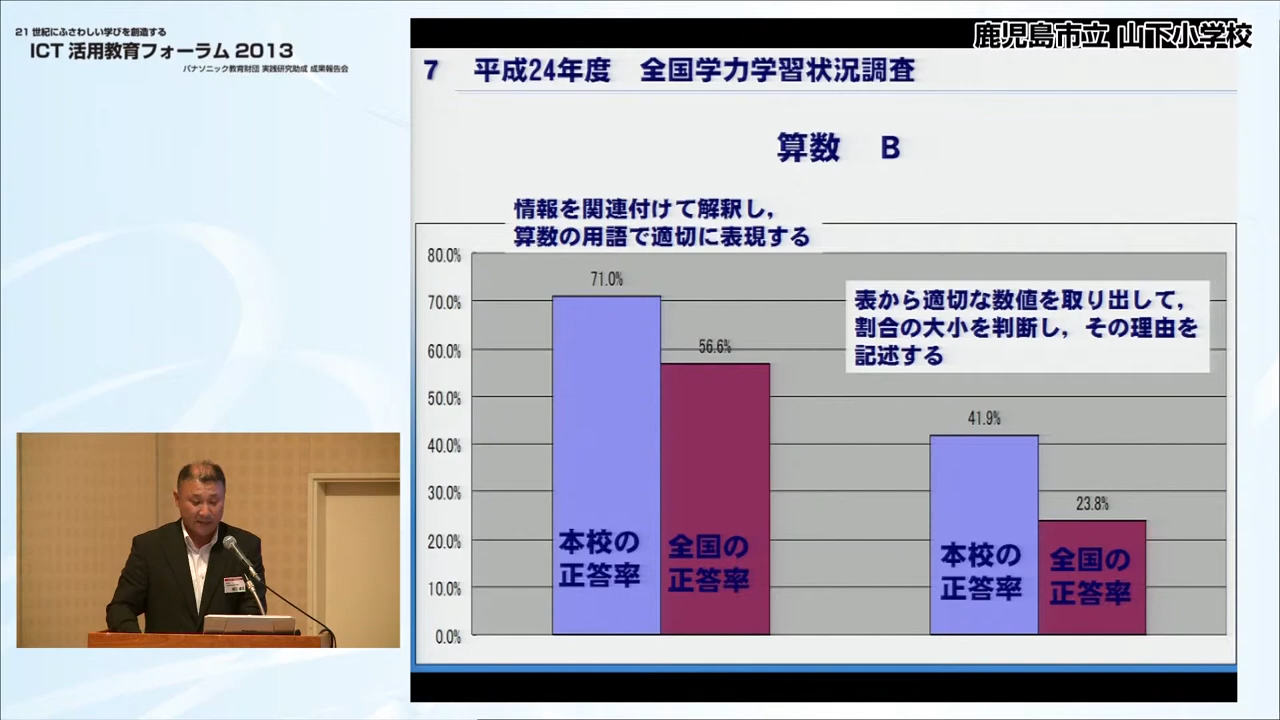 21 世紀にふさわしい学びを創造する
ICT 活用教育フォーラム 2013
パナソニック教育財団 実践研究助成 成果報告会
鹿児島市立 山下小学校
7 平成24年度 全国学力学習状況調査
算数 B
情報を関連付けて解釈し，
算数の用語で適切に表現する
表から適切な数値を取り出して，
割合の大小を判断し，その理由を
記述する
80.0%
70.0%
60.0%
50.0%
40.0%
30.0%
20.0%
10.0%
0.0%
71.0%
56.6%
41.9%
23.8%
本校の
正答率
全国の
正答率
本校の
正答率
全国の
正答率